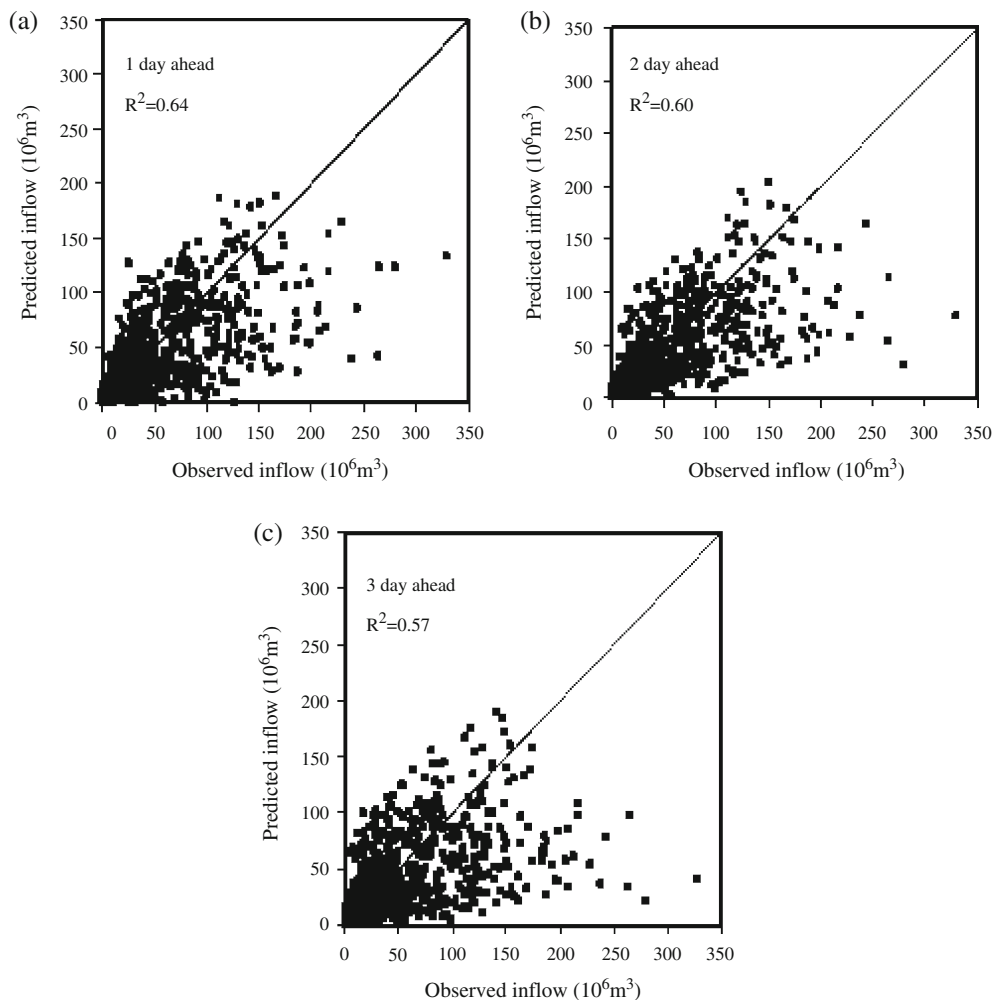 (a)
350
300
250
200
150
100
50
0
Predicted inflow (10⁶m³)
1 day ahead
R²=0.64
0 50 100 150 200 250 300 350
Observed inflow (10⁶m³)
(b)
350
300
250
200
150
100
50
0
Predicted inflow (10⁶m³)
2 day ahead
R²=0.60
0 50 100 150 200 250 300 350
Observed inflow (10⁶m³)
(c)
350
300
250
200
150
100
50
0
Predicted inflow (10⁶m³)
3 day ahead
R²=0.57
0 50 100 150 200 250 300 350
Observed inflow (10⁶m³)